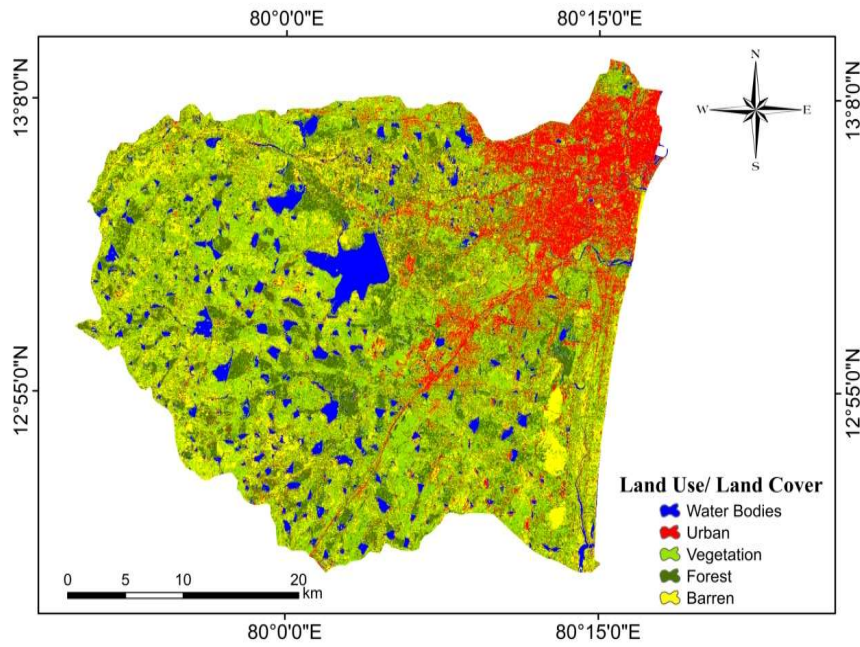 80°0'0"E 80°15'0"E
N
W E
S
13°8'0"N 13°8'0"N
12°55'0"N 12°55'0"N
Land Use/ Land Cover
Water Bodies
Urban
Vegetation
Forest
Barren
0 5 10 20
km
80°0'0"E 80°15'0"E